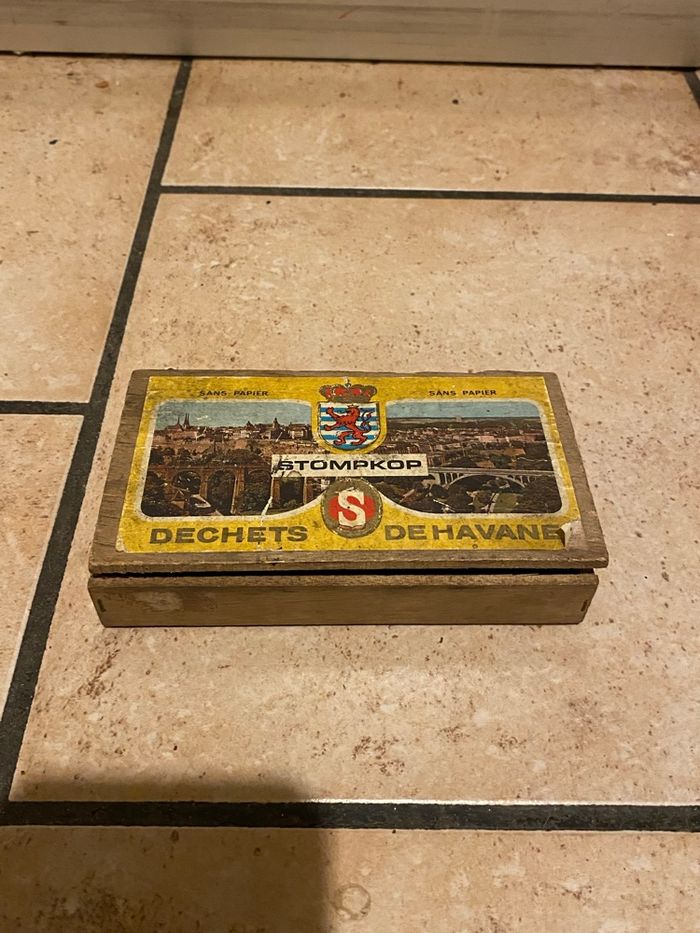 SANS PAPIER
SANS PAPIER
STOMPKOP
S
DECHETS DE HAVANE